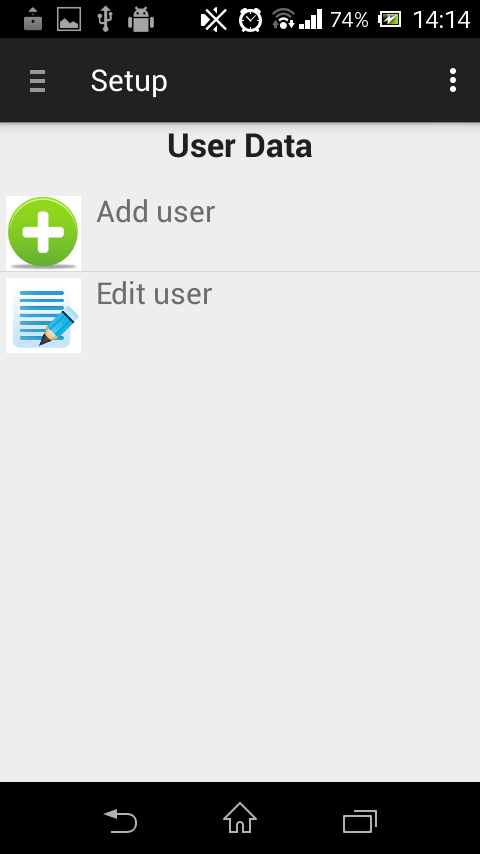 74% 14:14
Setup
User Data
Add user
Edit user